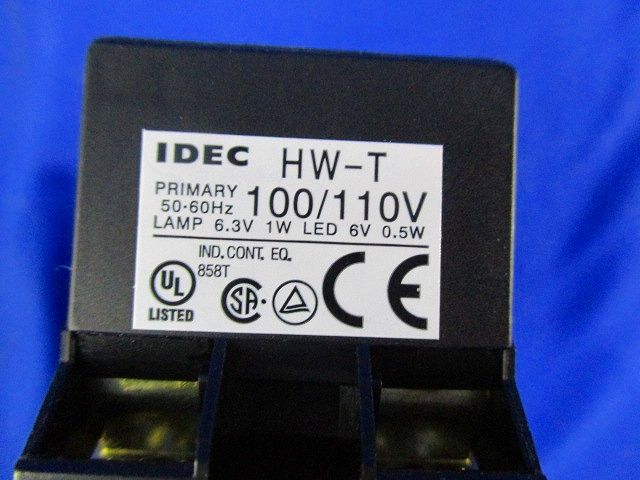 IDEC HW-T
PRIMARY
50·60Hz 100/110V
LAMP 6.3V 1W LED 6V 0.5W
IND. CONT. EQ.
858T
UL
LISTED
SA
CE